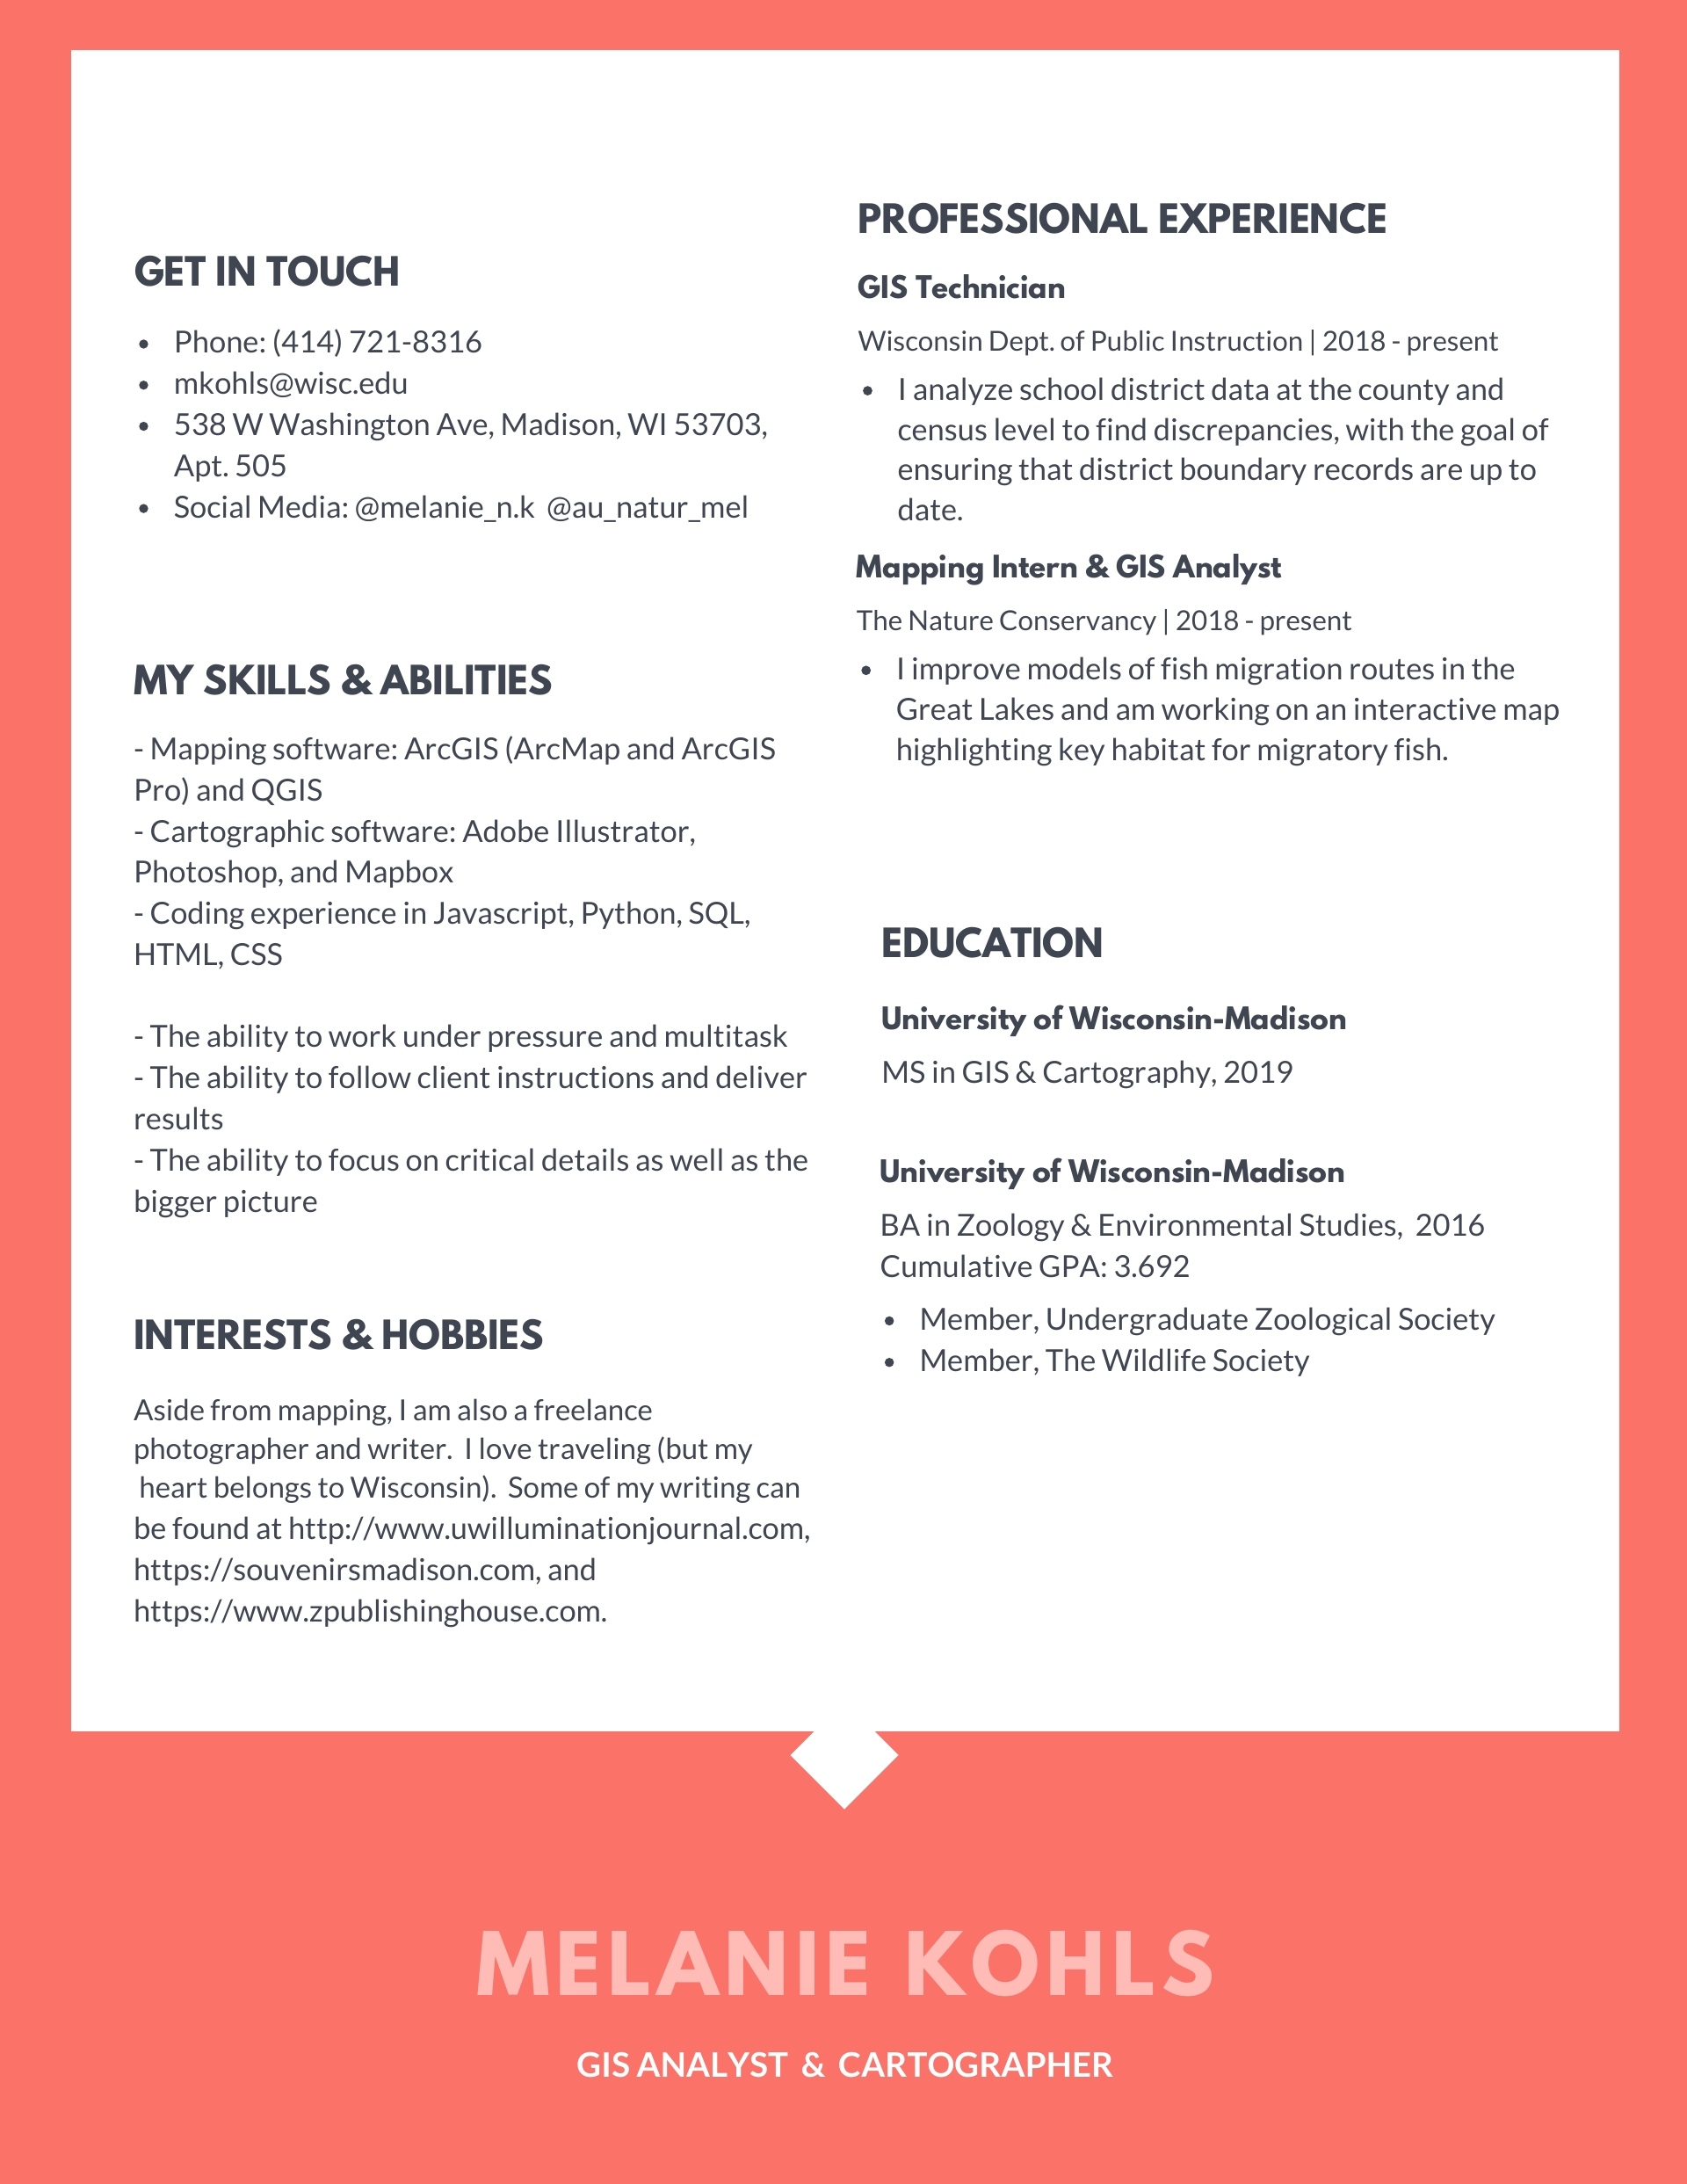 GET IN TOUCH
• Phone: (414) 721-8316
• mkohls@wisc.edu
• 538 W Washington Ave, Madison, WI 53703,
Apt. 505
• Social Media: @melanie_n.k @au_natur_mel
MY SKILLS & ABILITIES
- Mapping software: ArcGIS (ArcMap and ArcGIS
Pro) and QGIS
- Cartographic software: Adobe Illustrator,
Photoshop, and Mapbox
- Coding experience in Javascript, Python, SQL,
HTML, CSS
- The ability to work under pressure and multitask
- The ability to follow client instructions and deliver
results
- The ability to focus on critical details as well as the
bigger picture
INTERESTS & HOBBIES
Aside from mapping, I am also a freelance
photographer and writer. I love traveling (but my
heart belongs to Wisconsin). Some of my writing can
be found at http://www.uwilluminationjournal.com,
https://souvenirsmadison.com, and
https://www.zpublishinghouse.com.
PROFESSIONAL EXPERIENCE
GIS Technician
Wisconsin Dept. of Public Instruction | 2018 - present
• I analyze school district data at the county and
census level to find discrepancies, with the goal of
ensuring that district boundary records are up to
date.
Mapping Intern & GIS Analyst
The Nature Conservancy | 2018 - present
• I improve models of fish migration routes in the
Great Lakes and am working on an interactive map
highlighting key habitat for migratory fish.
EDUCATION
University of Wisconsin-Madison
MS in GIS & Cartography, 2019
University of Wisconsin-Madison
BA in Zoology & Environmental Studies, 2016
Cumulative GPA: 3.692
• Member, Undergraduate Zoological Society
• Member, The Wildlife Society
MELANIE KOHLS
GIS ANALYST & CARTOGRAPHER